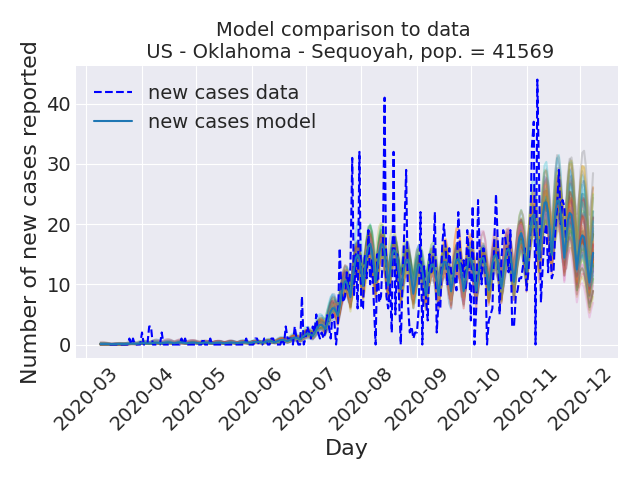 Model comparison to data
US - Oklahoma - Sequoyah, pop. = 41569
Number of new cases reported
40
30
20
10
0
new cases data
new cases model
2020-03
2020-04
2020-05
2020-06
2020-07
2020-08
2020-09
2020-10
2020-11
2020-12
Day